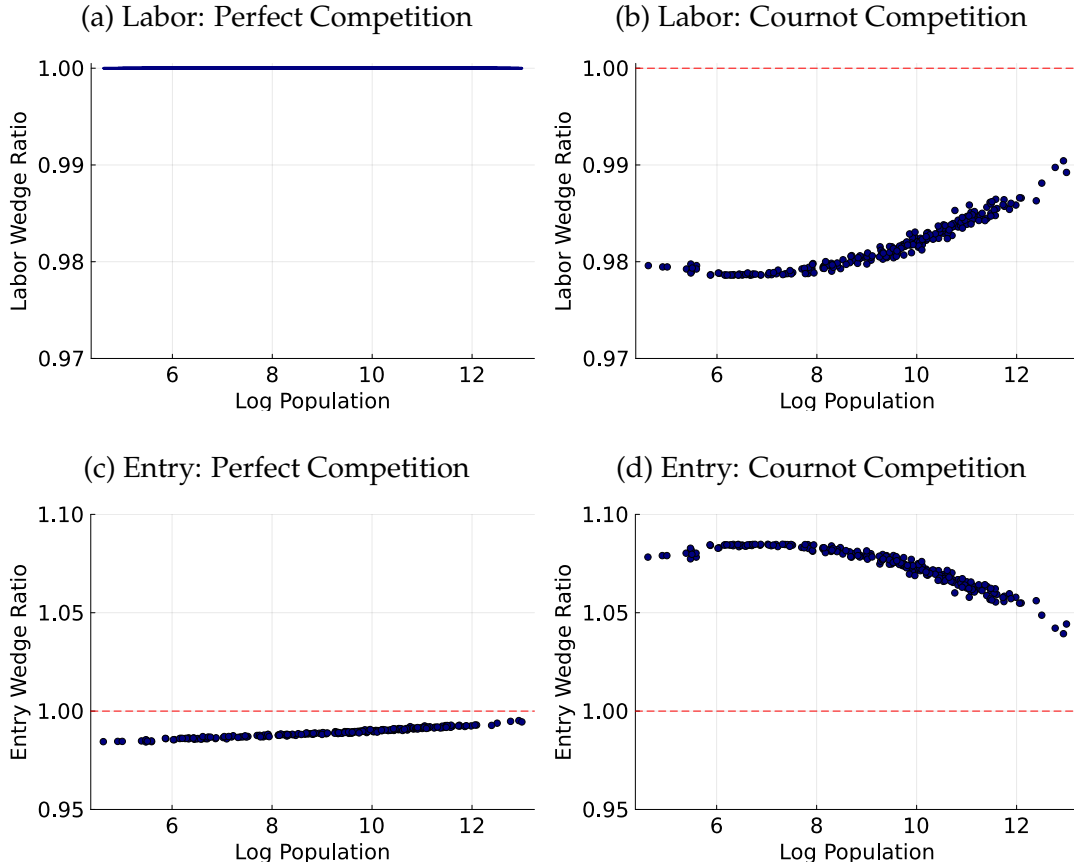 (a) Labor: Perfect Competition
Labor Wedge Ratio
1.00
0.99
0.98
0.97
6 8 10 12
Log Population
(b) Labor: Cournot Competition
Labor Wedge Ratio
1.00
0.99
0.98
0.97
6 8 10 12
Log Population
(c) Entry: Perfect Competition
Entry Wedge Ratio
1.10
1.05
1.00
0.95
6 8 10 12
Log Population
(d) Entry: Cournot Competition
Entry Wedge Ratio
1.10
1.05
1.00
0.95
6 8 10 12
Log Population